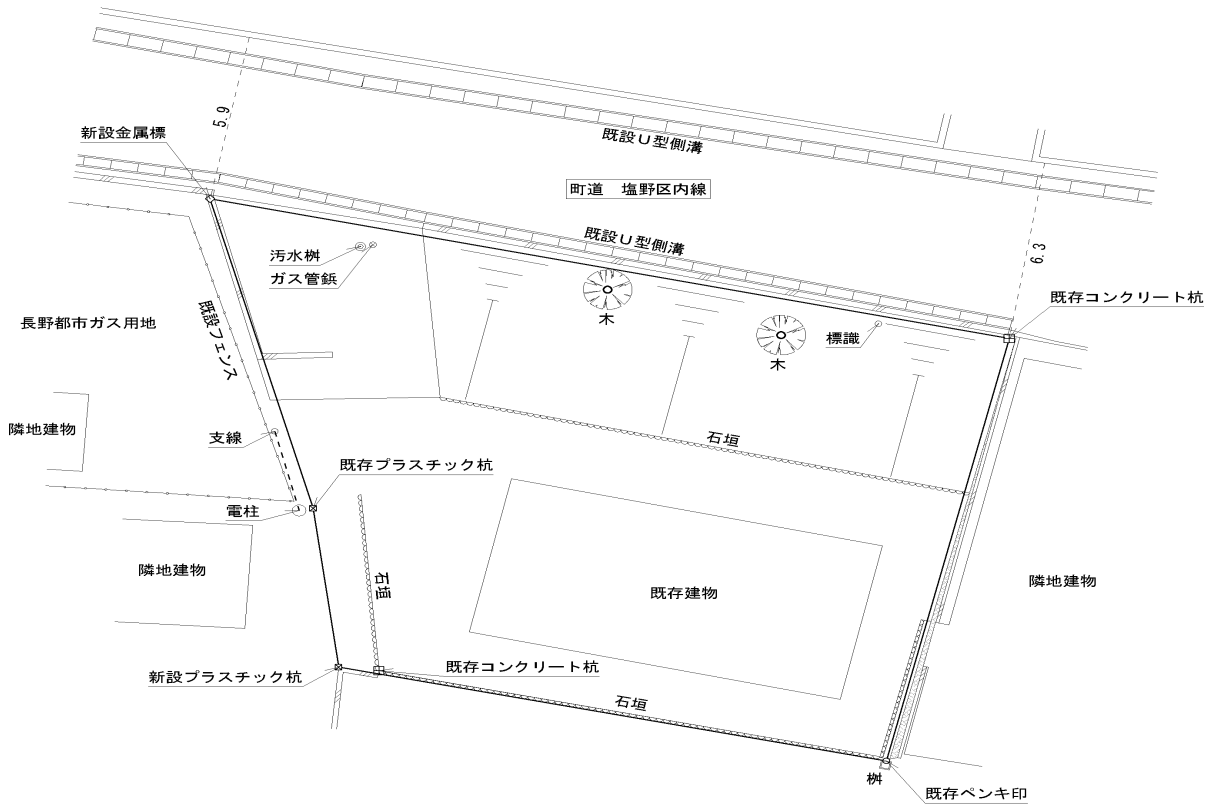 5.9
新設金属標
既設U型側溝
町道　塩野区内線
既設U型側溝
6.3
汚水桝
ガス管鋲
既存コンクリート杭
木
標識
木
長野都市ガス用地
既設フェンス
隣地建物
支線
石垣
既存プラスチック杭
電柱
隣地建物
石垣
既存建物
隣地建物
新設プラスチック杭
既存コンクリート杭
石垣
桝
既存ペンキ印